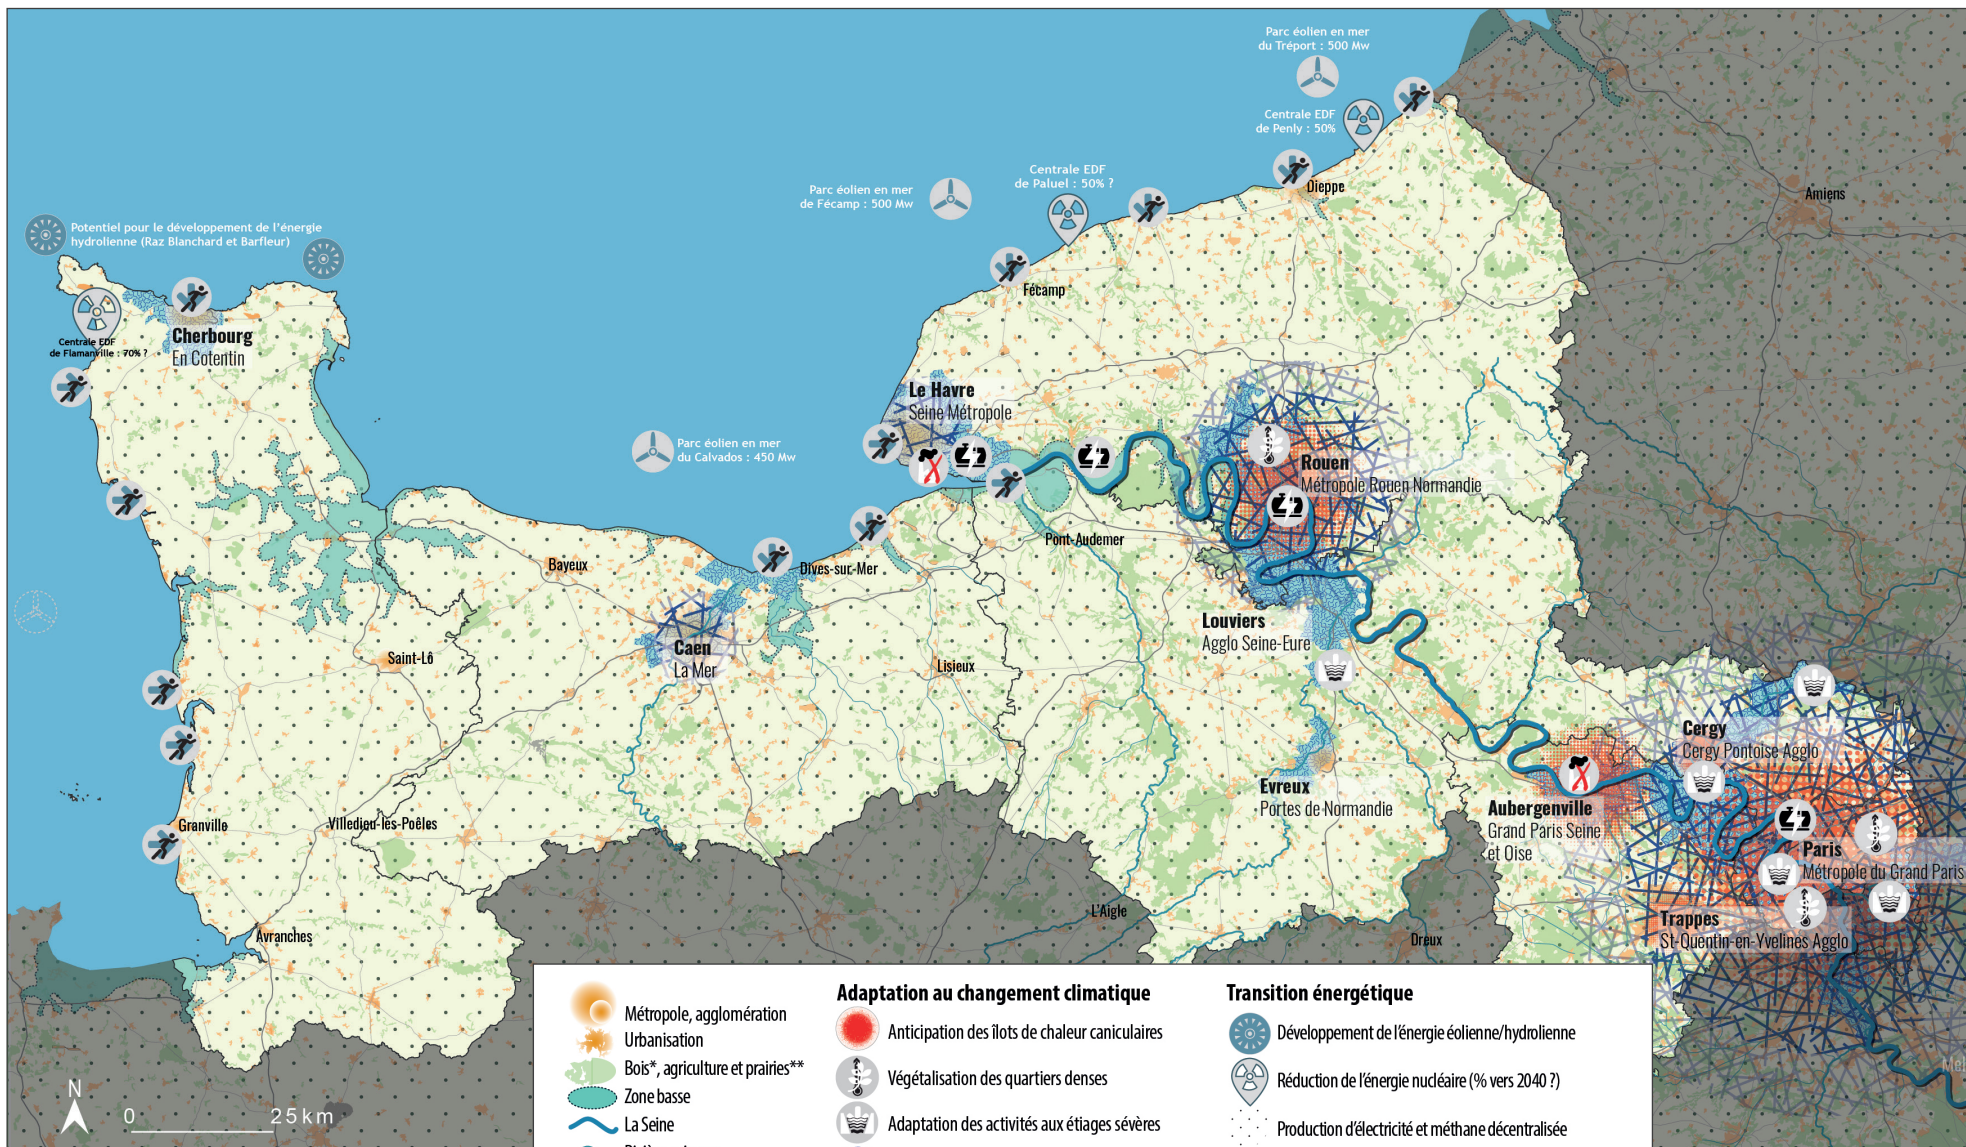 Parc éolien en mer
du Tréport : 500 Mw
Centrale EDF
de Penly : 50%
Centrale EDF
de Paluel : 50% ?
Parc éolien en mer
de Fécamp : 500 Mw
Dieppe
Amiens
Potentiel pour le développement de l'énergie
hydrolienne (Raz Blanchard et Barfleur)
Fécamp
Cherbourg
En Cotentin
Centrale EDF
de Flamanville : 70% ?
Le Havre
Seine Métropole
Parc éolien en mer
du Calvados : 450 Mw
Rouen
Métropole Rouen Normandie
Pont-Audemer
Bayeux
Dives-sur-Mer
Louviers
Agglo Seine-Eure
Caen
La Mer
Saint-Lô
Lisieux
Cergy
Cergy Pontoise Agglo
Evreux
Portes de Normandie
Aubergenville
Grand Paris Seine
et Oise
Granville
Villedieu-les-Poêles
Paris
Métropole du Grand Paris
Trappes
St-Quentin-en-Yvelines Agglo
L'Aigle
Avranches
Dreux
Mel
N
0 25 km
Métropole, agglomération
Urbanisation
Bois*, agriculture et prairies**
Zone basse
La Seine
Adaptation au changement climatique
Anticipation des îlots de chaleur caniculaires
Végétalisation des quartiers denses
Adaptation des activités aux étiages sévères
Transition énergétique
Développement de l'énergie éolienne/hydrolienne
Réduction de l'énergie nucléaire (% vers 2040 ?)
Production d'électricité et méthane décentralisée